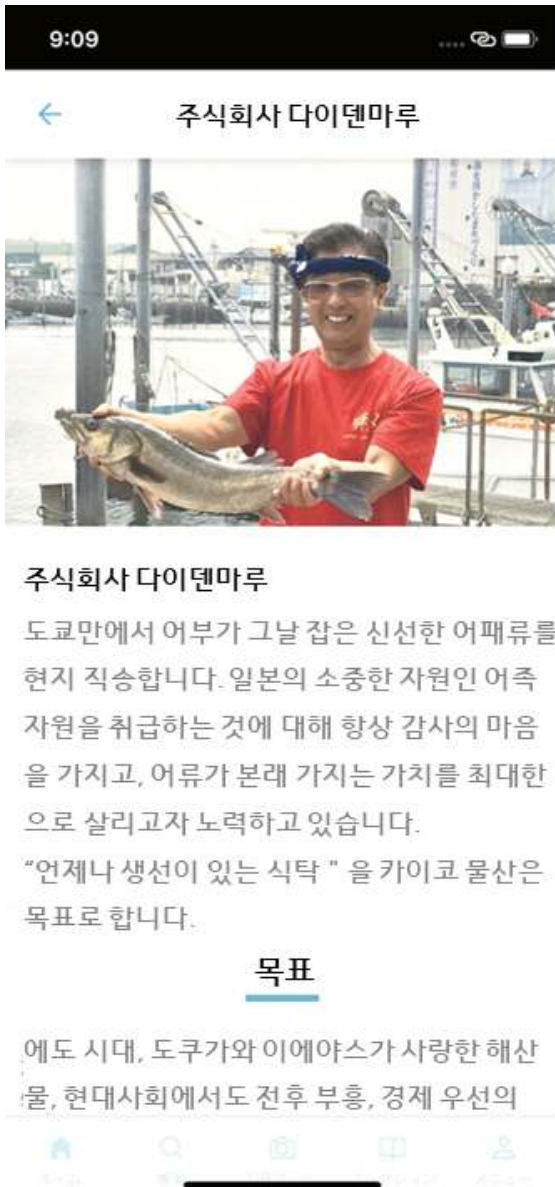 9:09
주식회사 다이덴마루
주식회사 다이덴마루
도쿄만에서 어부가 그날 잡은 신선한 어패류를
현지 직송합니다. 일본의 소중한 자원인 어족
자원을 취급하는 것에 대해 항상 감사의 마음
을 가지고, 어류가 본래 가지는 가치를 최대한
으로 살리고자 노력하고 있습니다.
“언제나 생선이 있는 식탁 " 을 카이코 물산은
목표로 합니다.
목표
에도 시대, 도쿠가와 이에야스가 사랑한 해산
물, 현대사회에서도 전후 부흥, 경제 우선의